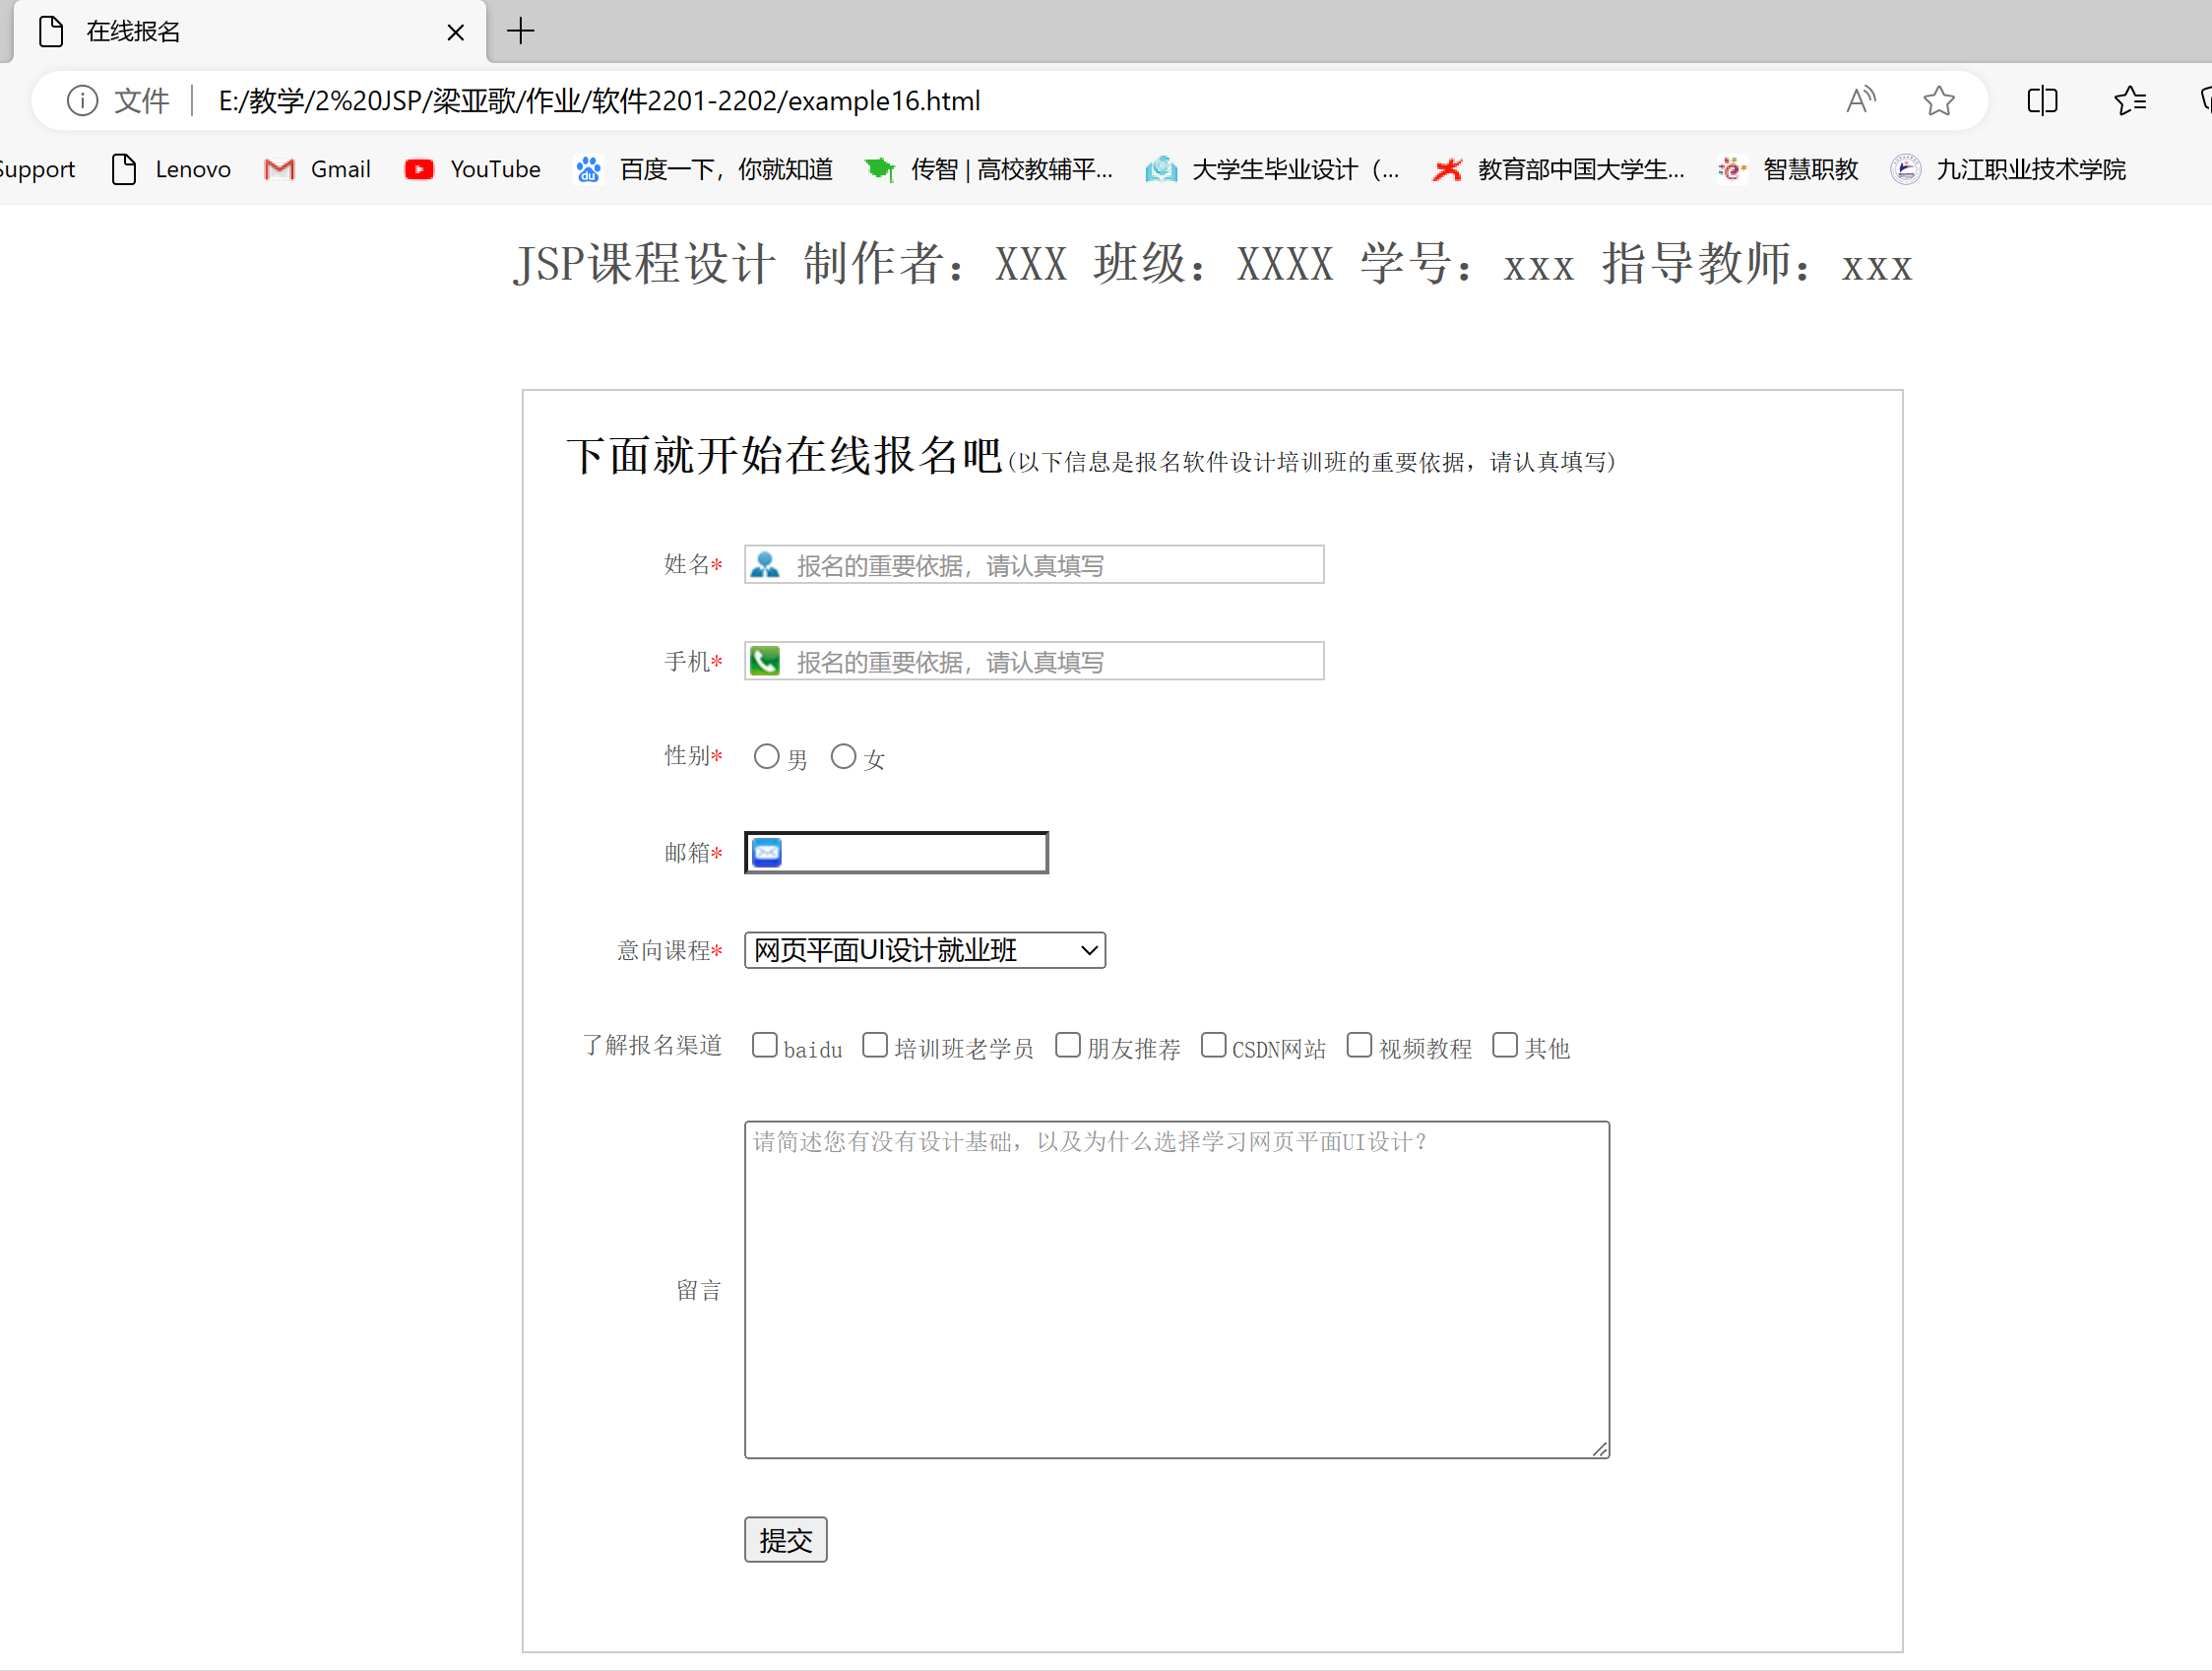 在线报名
文件 E:/教学/2%20JSP/梁亚歌/作业/软件2201-2202/example16.html
Support Lenovo Gmail YouTube 百度一下，你就知道 传智 | 高校教辅平... 大学生毕业设计（... 教育部中国大学生... 智慧职教 九江职业技术学院
JSP课程设计 制作者：XXX 班级：XXXX 学号：xxx 指导教师：xxx
下面就开始在线报名吧(以下信息是报名软件设计培训班的重要依据，请认真填写)
姓名* 报名的重要依据，请认真填写
手机* 报名的重要依据，请认真填写
性别* 男 女
邮箱*
意向课程* 网页平面UI设计就业班
了解报名渠道 baidu 培训班老学员 朋友推荐 CSDN网站 视频教程 其他
请简述您有没有设计基础，以及为什么选择学习网页平面UI设计？
留言
提交